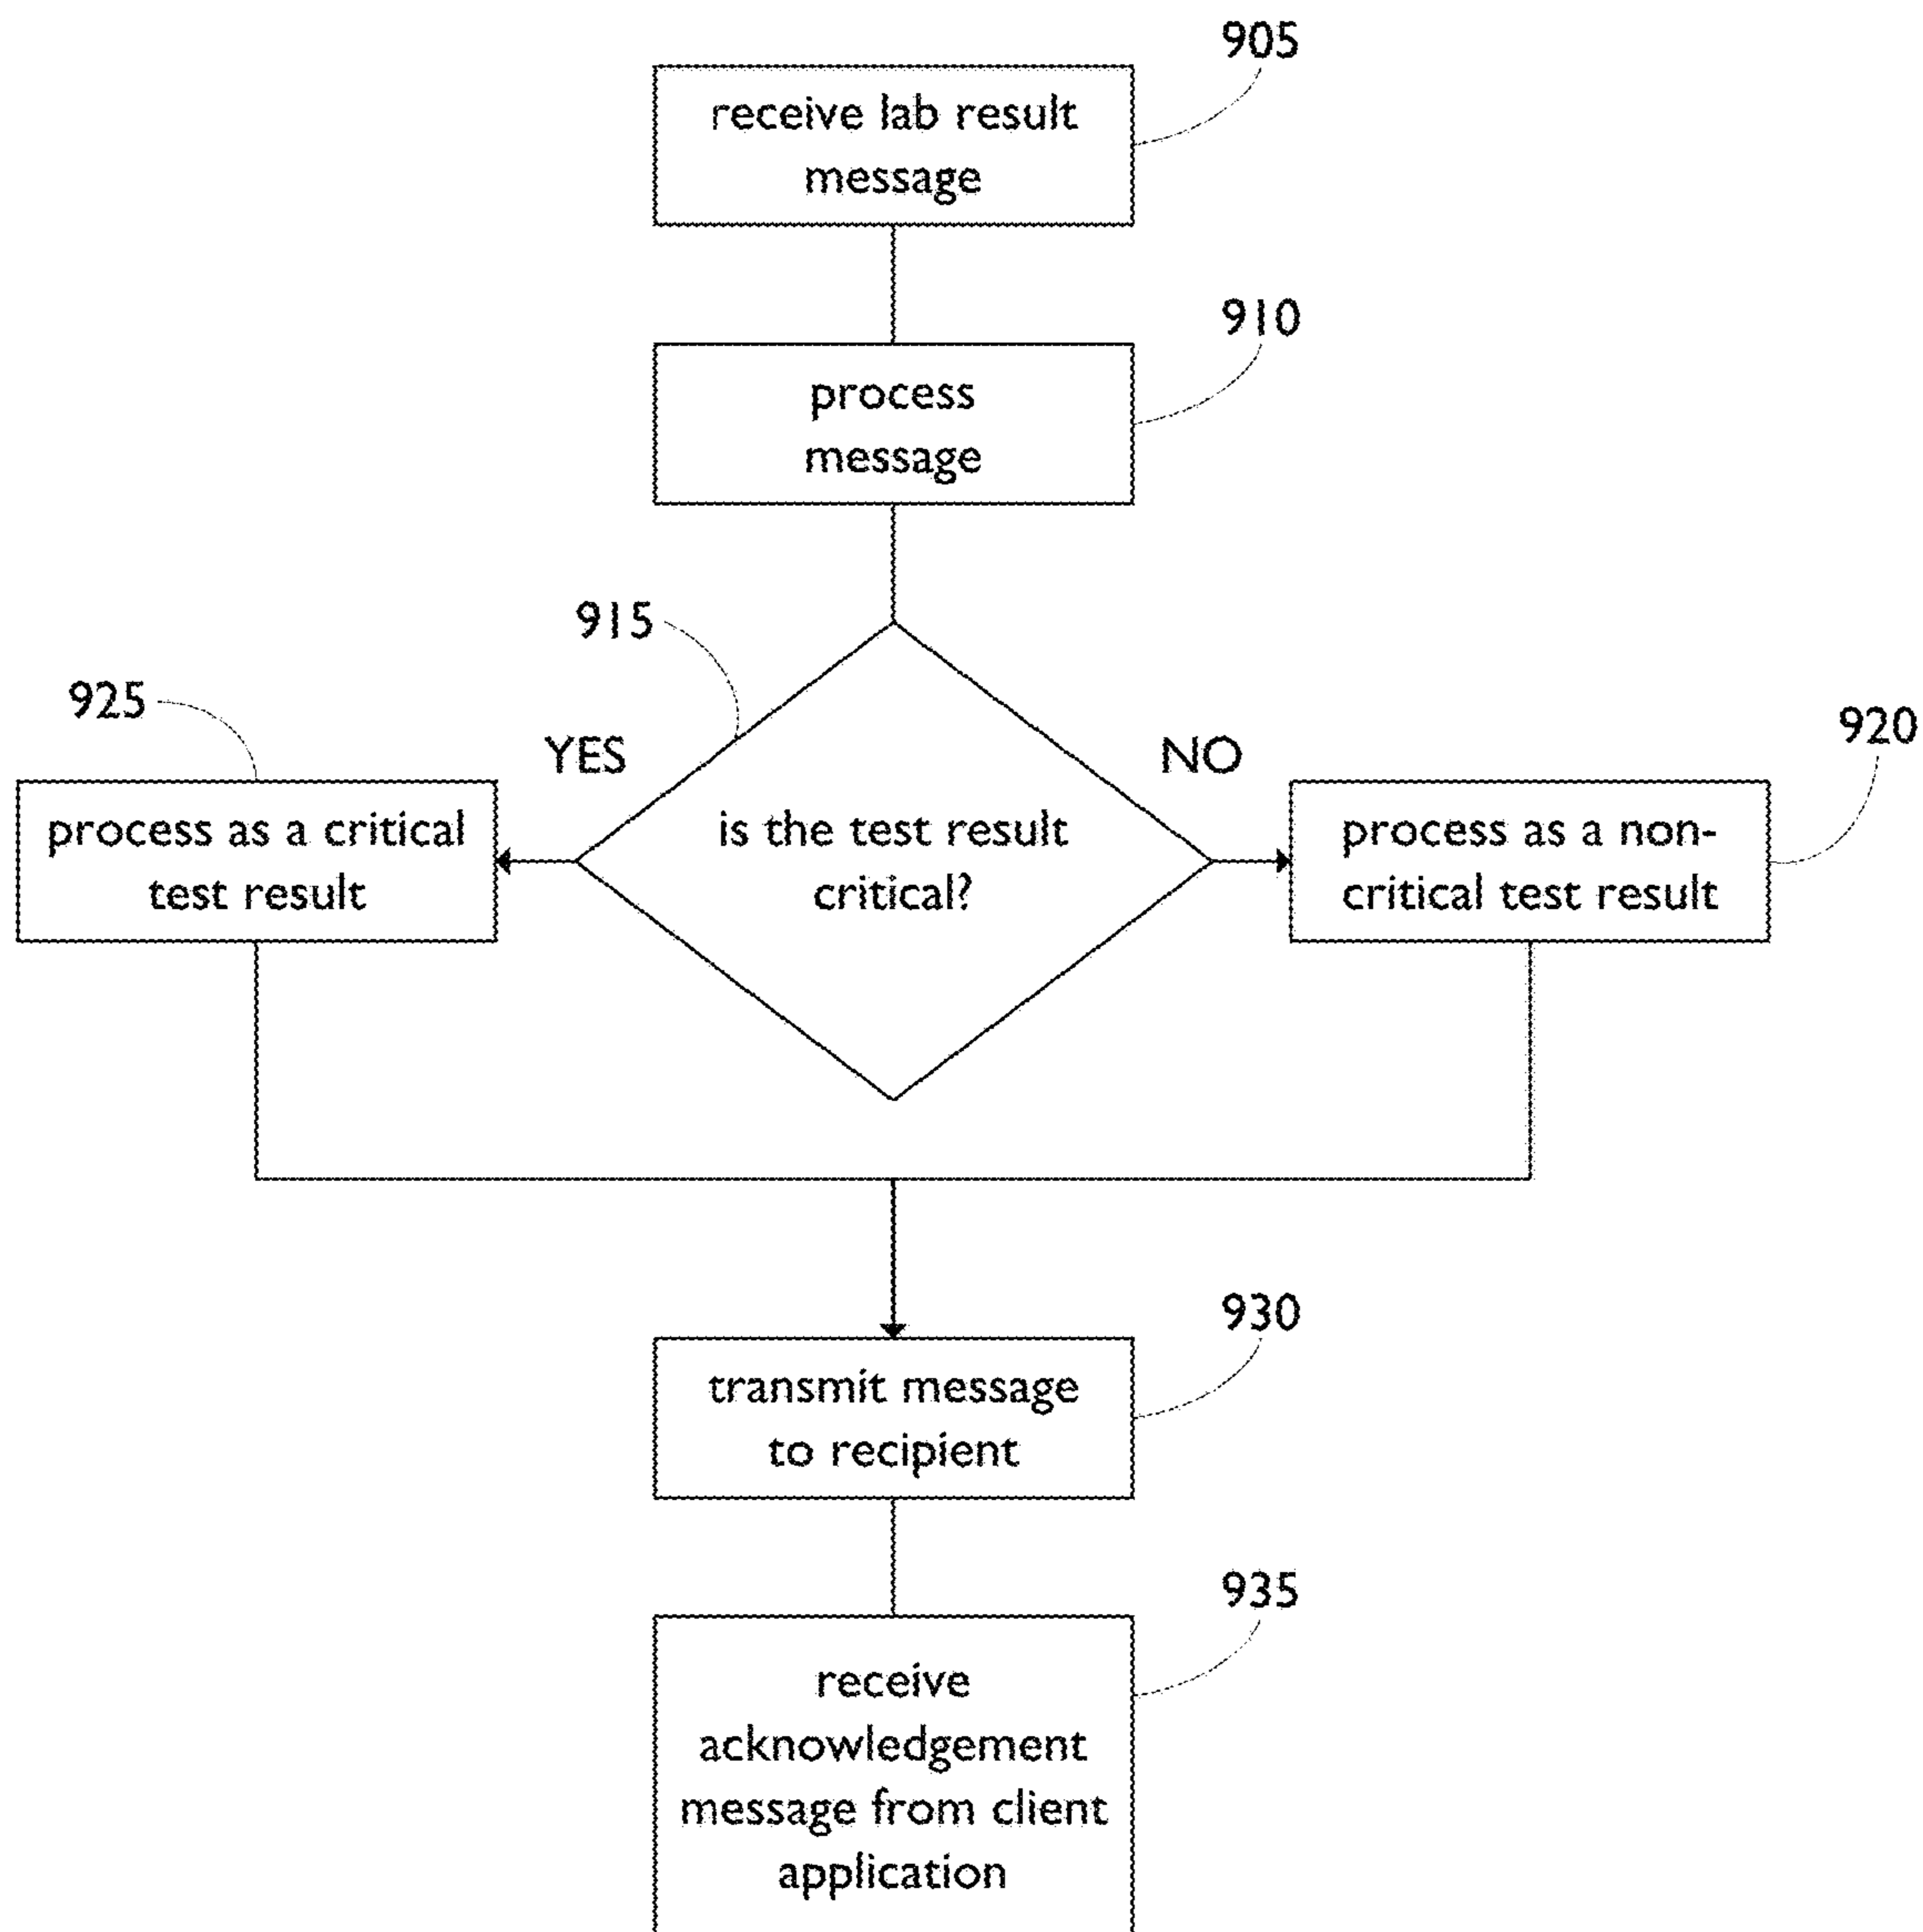 905
receive lab result
message
910
process
message
915
925
YES
NO
920
process as a critical
test result
is the test result
critical?
process as a non-
critical test result
930
transmit message
to recipient
935
receive
acknowledgement
message from client
application